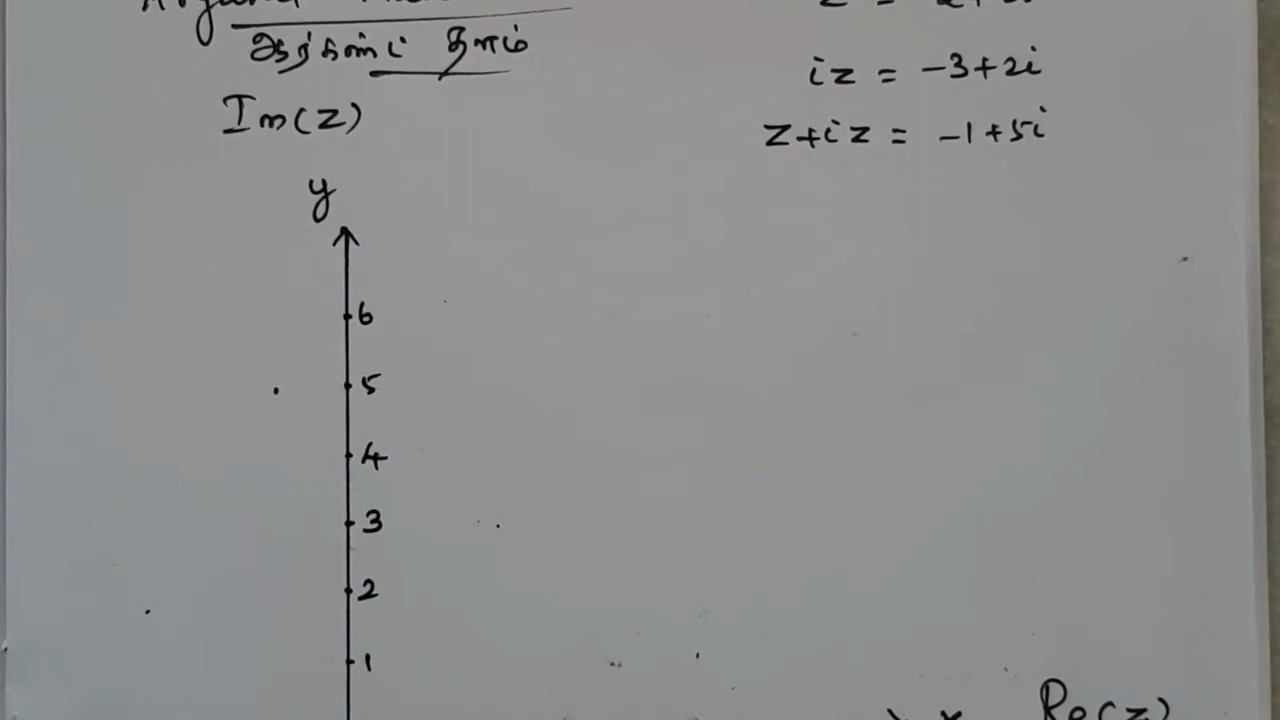 ஆர்கண்ட் தளம்
Im(z)
iz = -3+2i
z+iz = -1+5i
y
6
5
4
3
2
1
x Re(z)